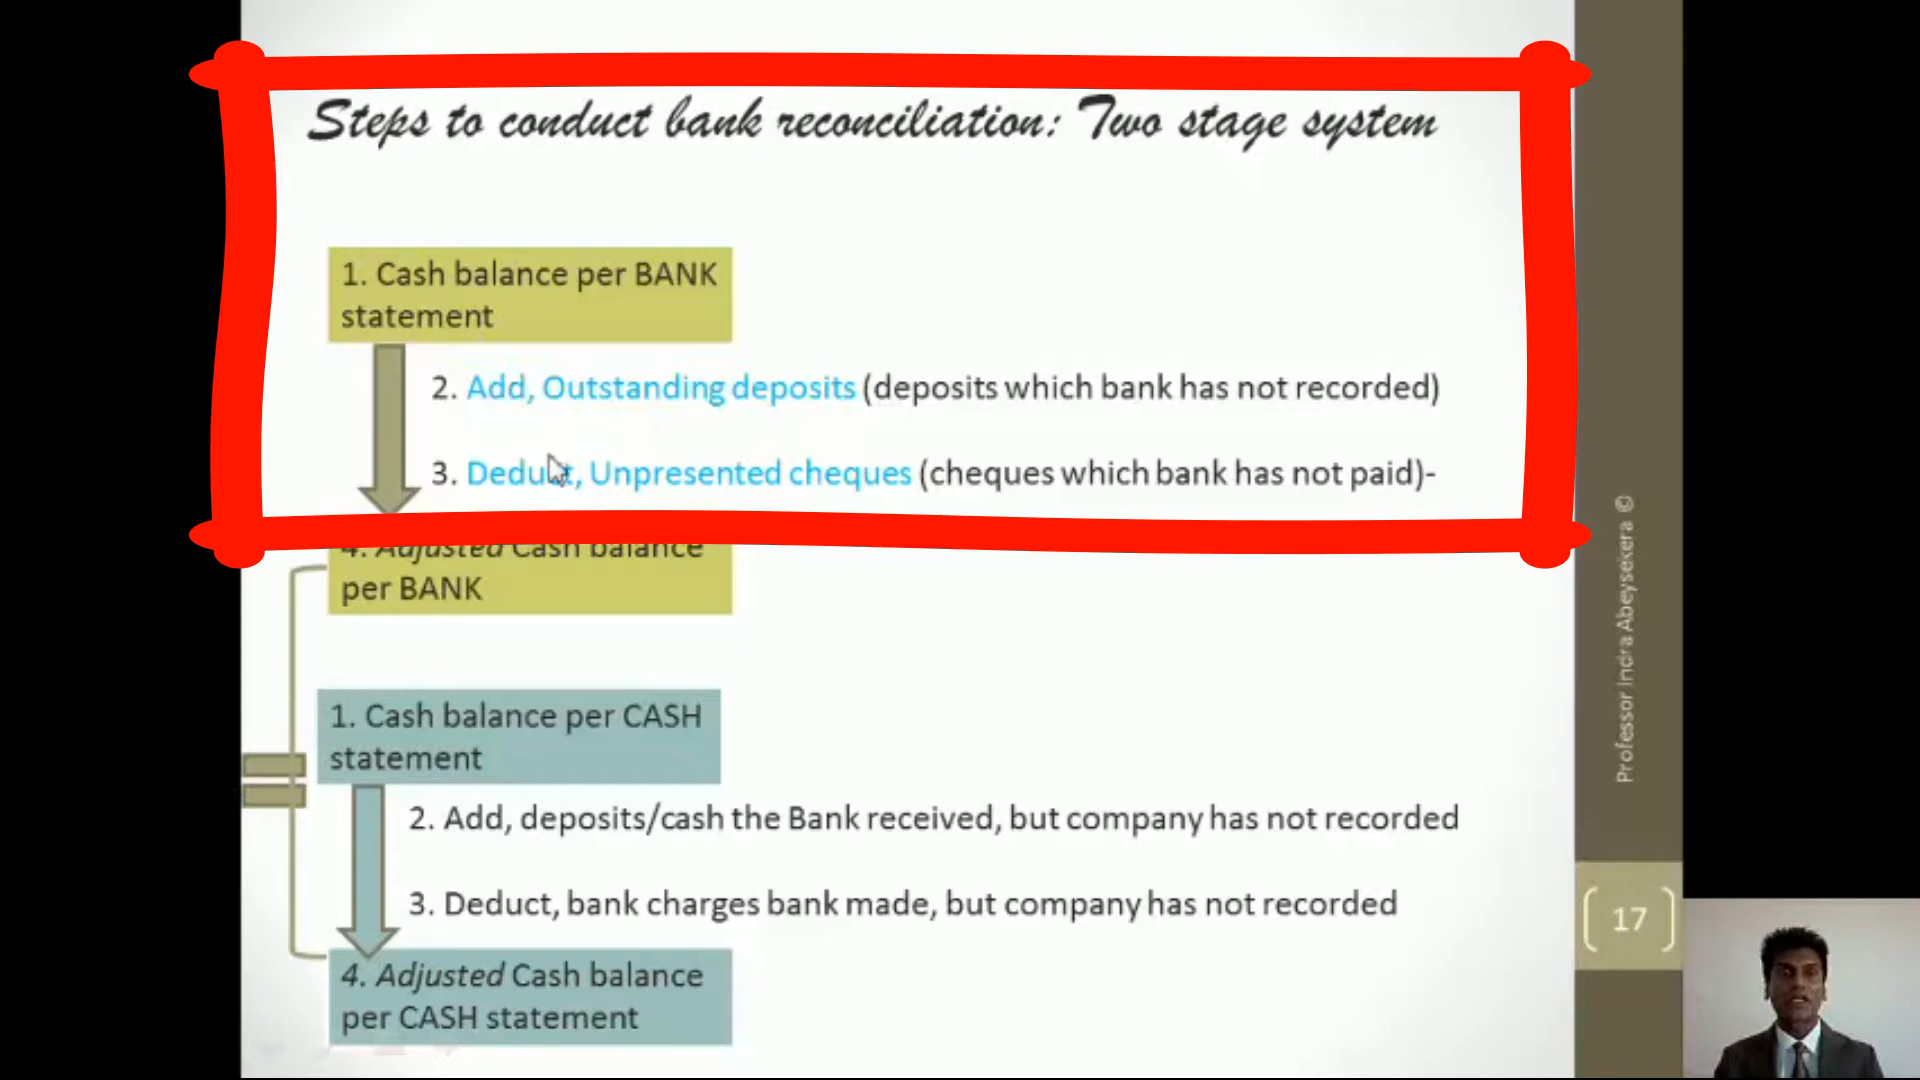 Steps to conduct bank reconciliation: Two stage system
1. Cash balance per BANK
statement
2. Add, Outstanding deposits (deposits which bank has not recorded)
3. Deduct, Unpresented cheques (cheques which bank has not paid)-
4. Adjusted Cash balance
per BANK
1. Cash balance per CASH
statement
2. Add, deposits/cash the Bank received, but company has not recorded
3. Deduct, bank charges bank made, but company has not recorded
4. Adjusted Cash balance
per CASH statement
Professor Indra Abeysekera ©
17